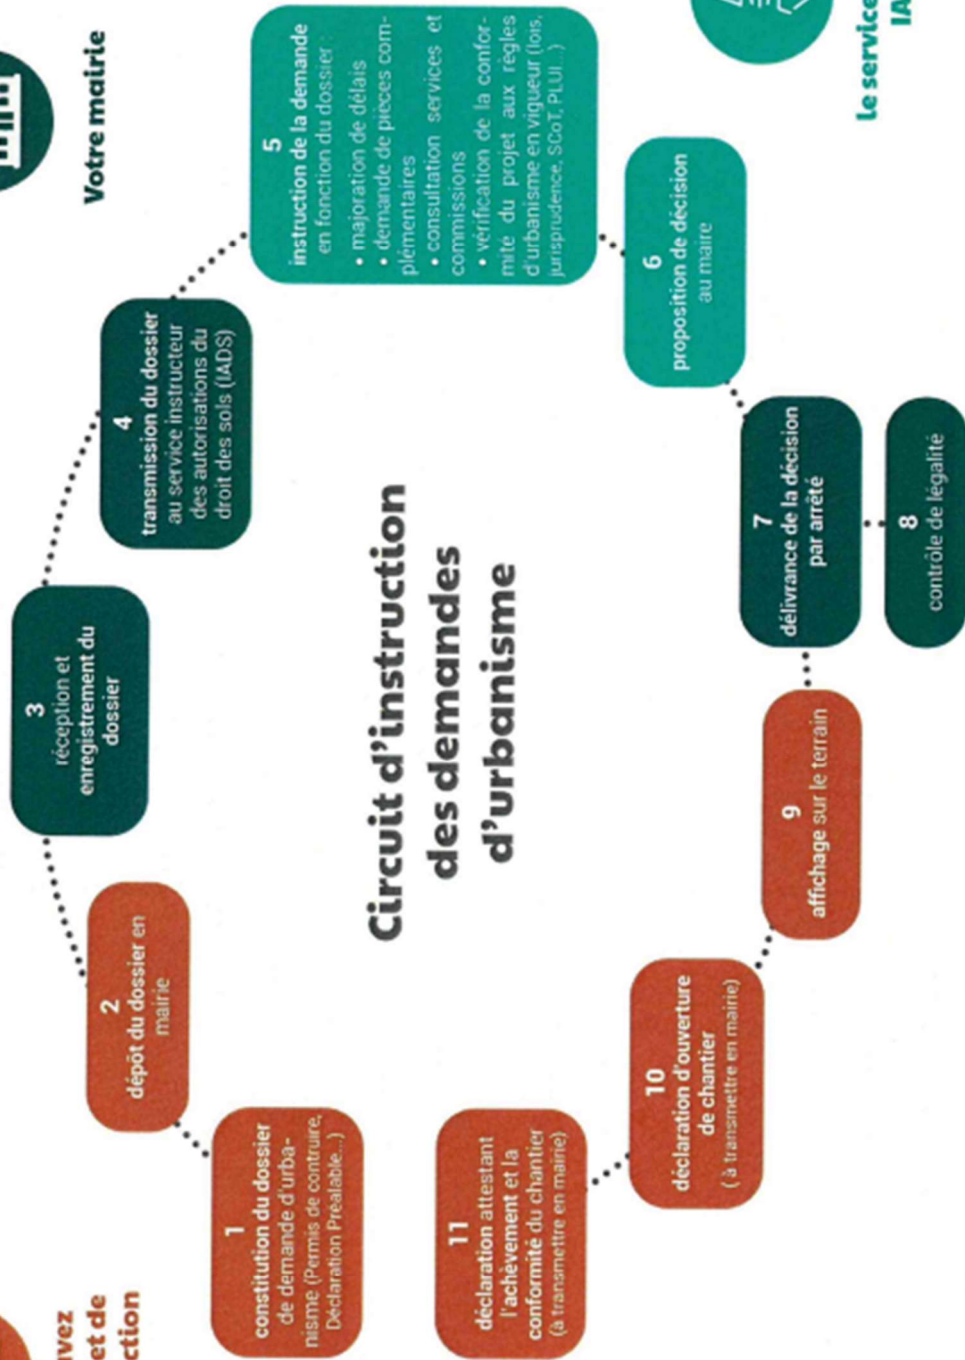 Votre mairie
vez
et de
ction
Le service
IA
Circuit d'instruction
des demandes
d'urbanisme
1
constitution du dossier
de demande d'urba-
nisme (Permis de contruire,
Déclaration Préalable...)
2
dépôt du dossier en
mairie
3
réception et
enregistrement du
dossier
4
transmission du dossier
au service instructeur
des autorisations du
droit des sols (IADS)
5
instruction de la demande
en fonction du dossier :
• majoration de délais
• demande de pièces com-
plémentaires
• consultation services et
commissions
• vérification de la confor-
mité du projet aux règles
d'urbanisme en vigueur (lois,
jurisprudence, SCoT, PLUI...)
6
proposition de décision
au maire
7
délivrance de la décision
par arrêté
8
contrôle de légalité
9
affichage sur le terrain
10
déclaration d'ouverture
de chantier
( à transmettre en mairie)
11
déclaration attestant
l'achèvement et la
conformité du chantier
(à transmettre en mairie)